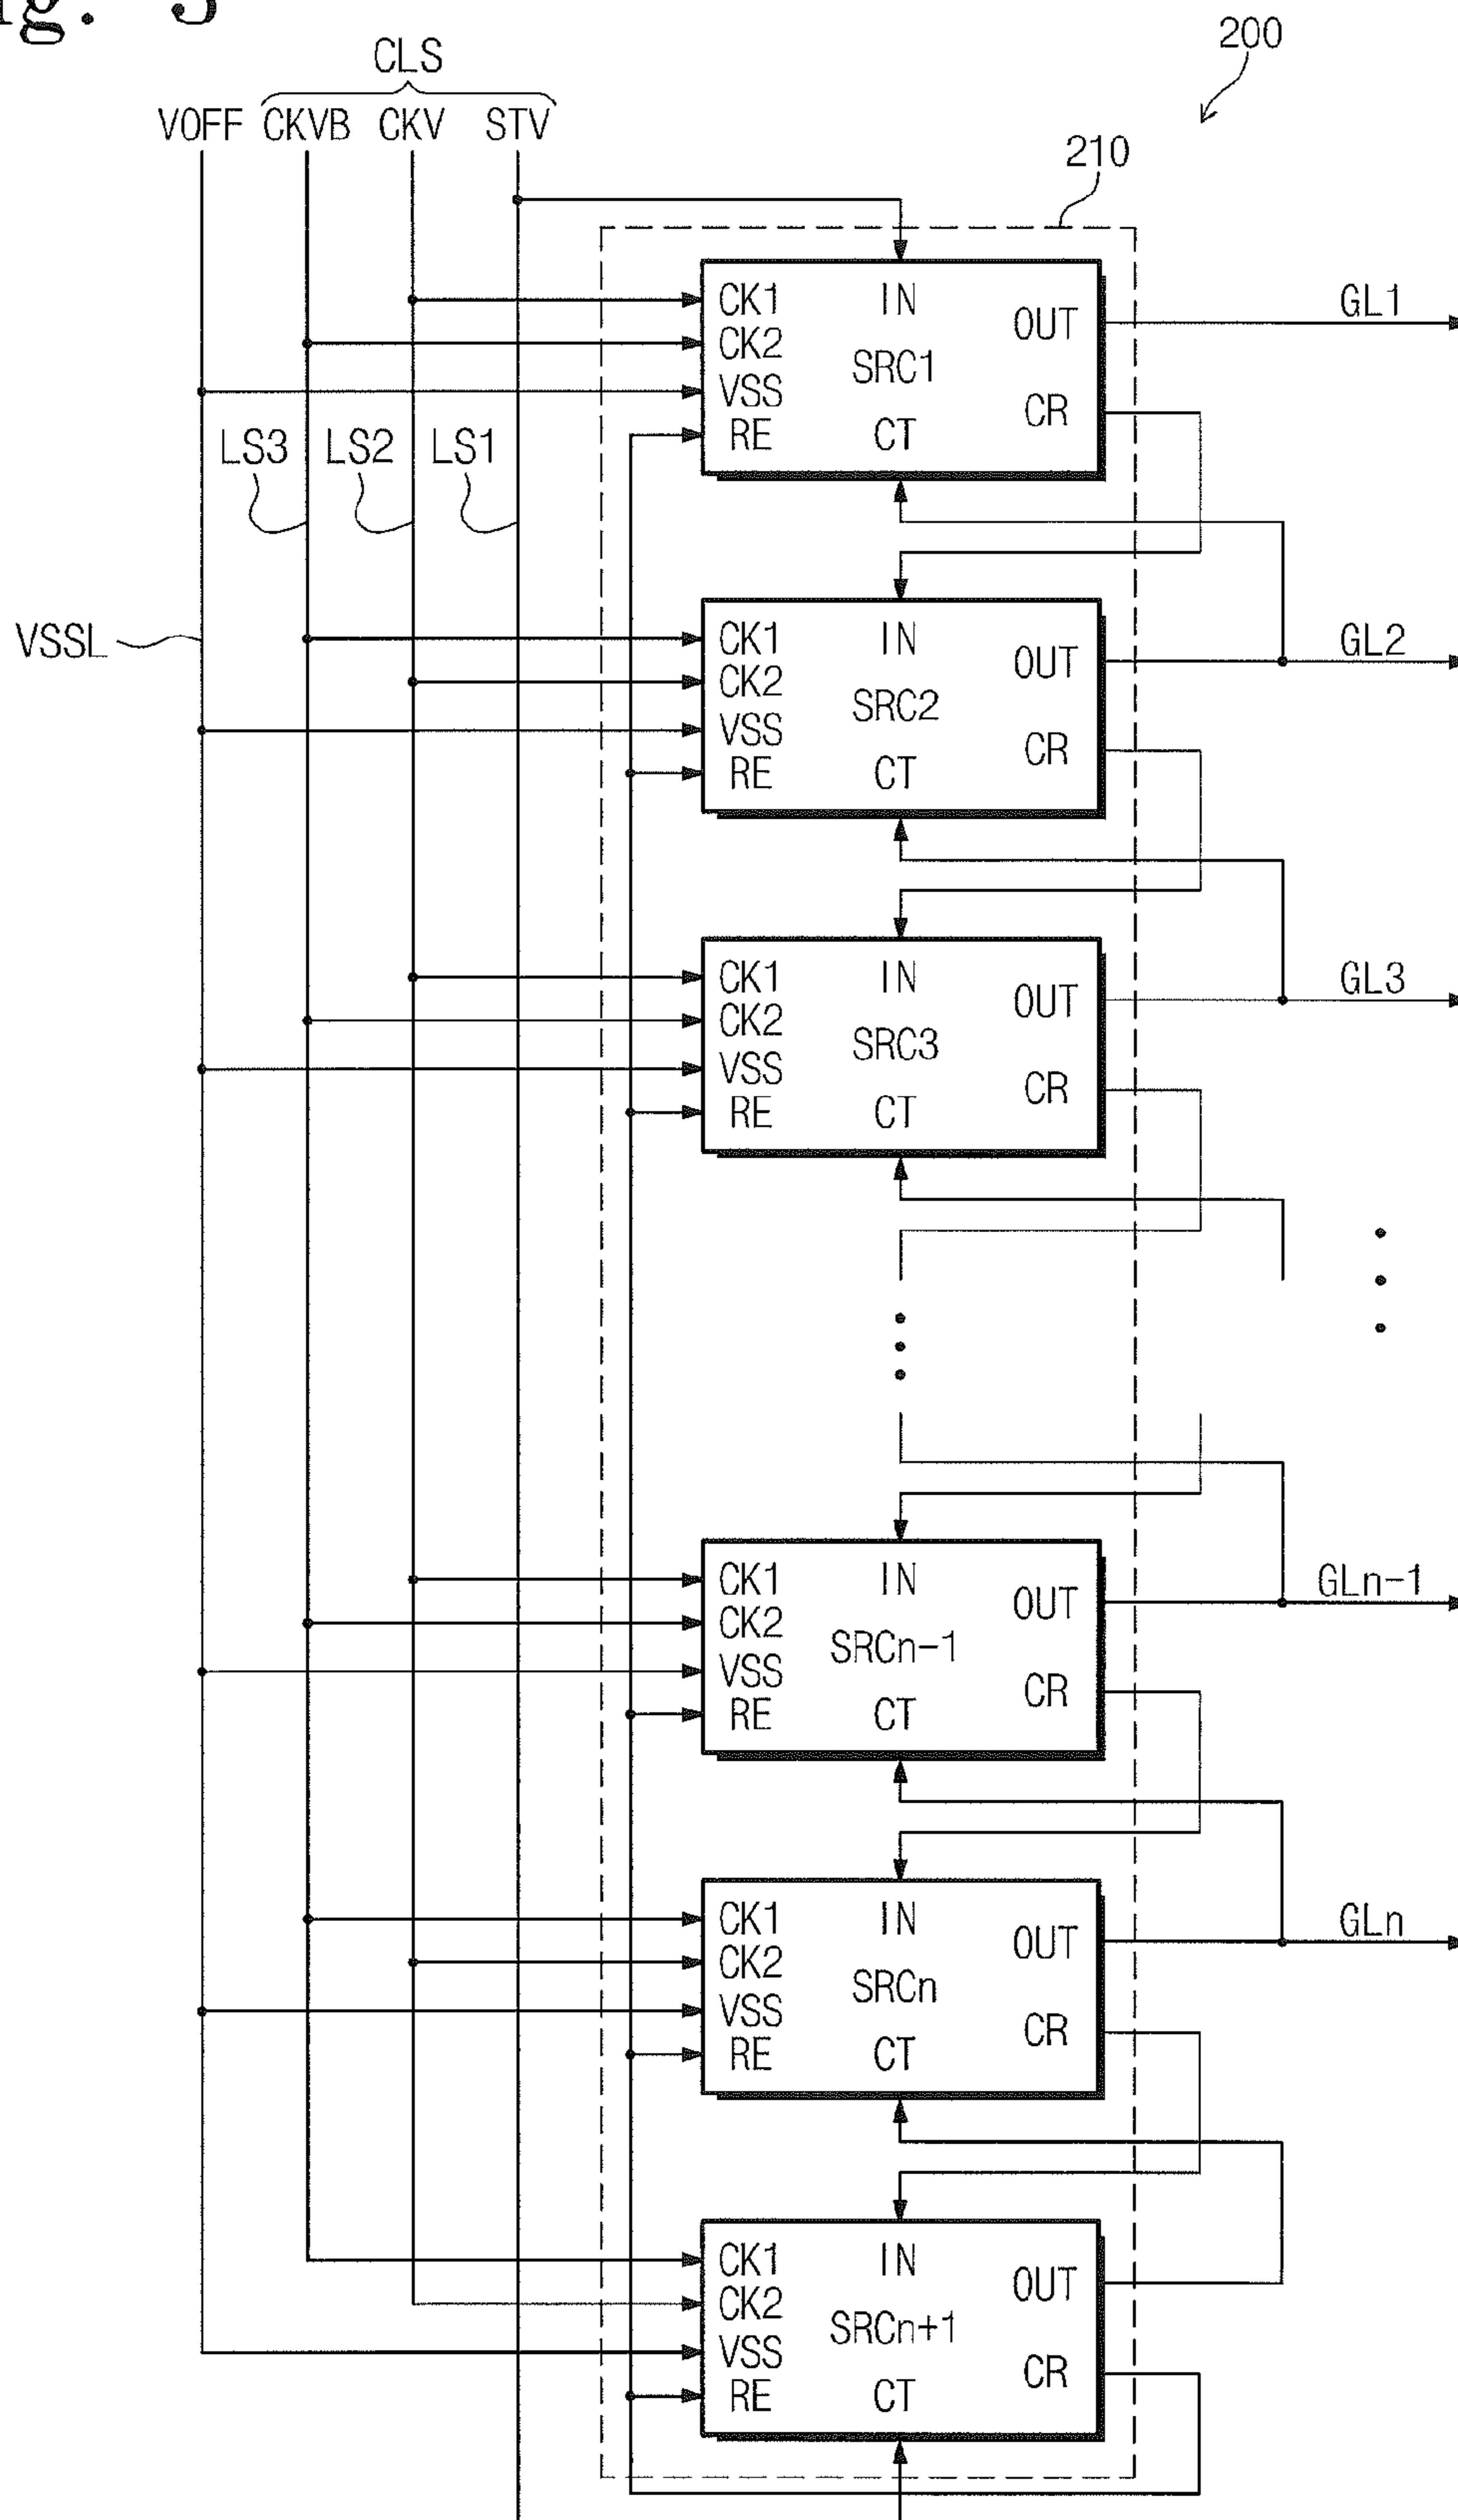 200
CLS
VOFF CKVB CKV STV
210
CK1 IN OUT GL1
CK2 SRC1
VSS CR
RE CT
LS3 LS2 LS1
VSSL
CK1 IN OUT GL2
CK2 SRC2
VSS CR
RE CT
CK1 IN OUT GL3
CK2 SRC3
VSS CR
RE CT
CK1 IN OUT GLn-1
CK2 SRCn-1
VSS CR
RE CT
CK1 IN OUT GLn
CK2 SRCn
VSS CR
RE CT
CK1 IN OUT
CK2 SRCn+1
VSS CR
RE CT